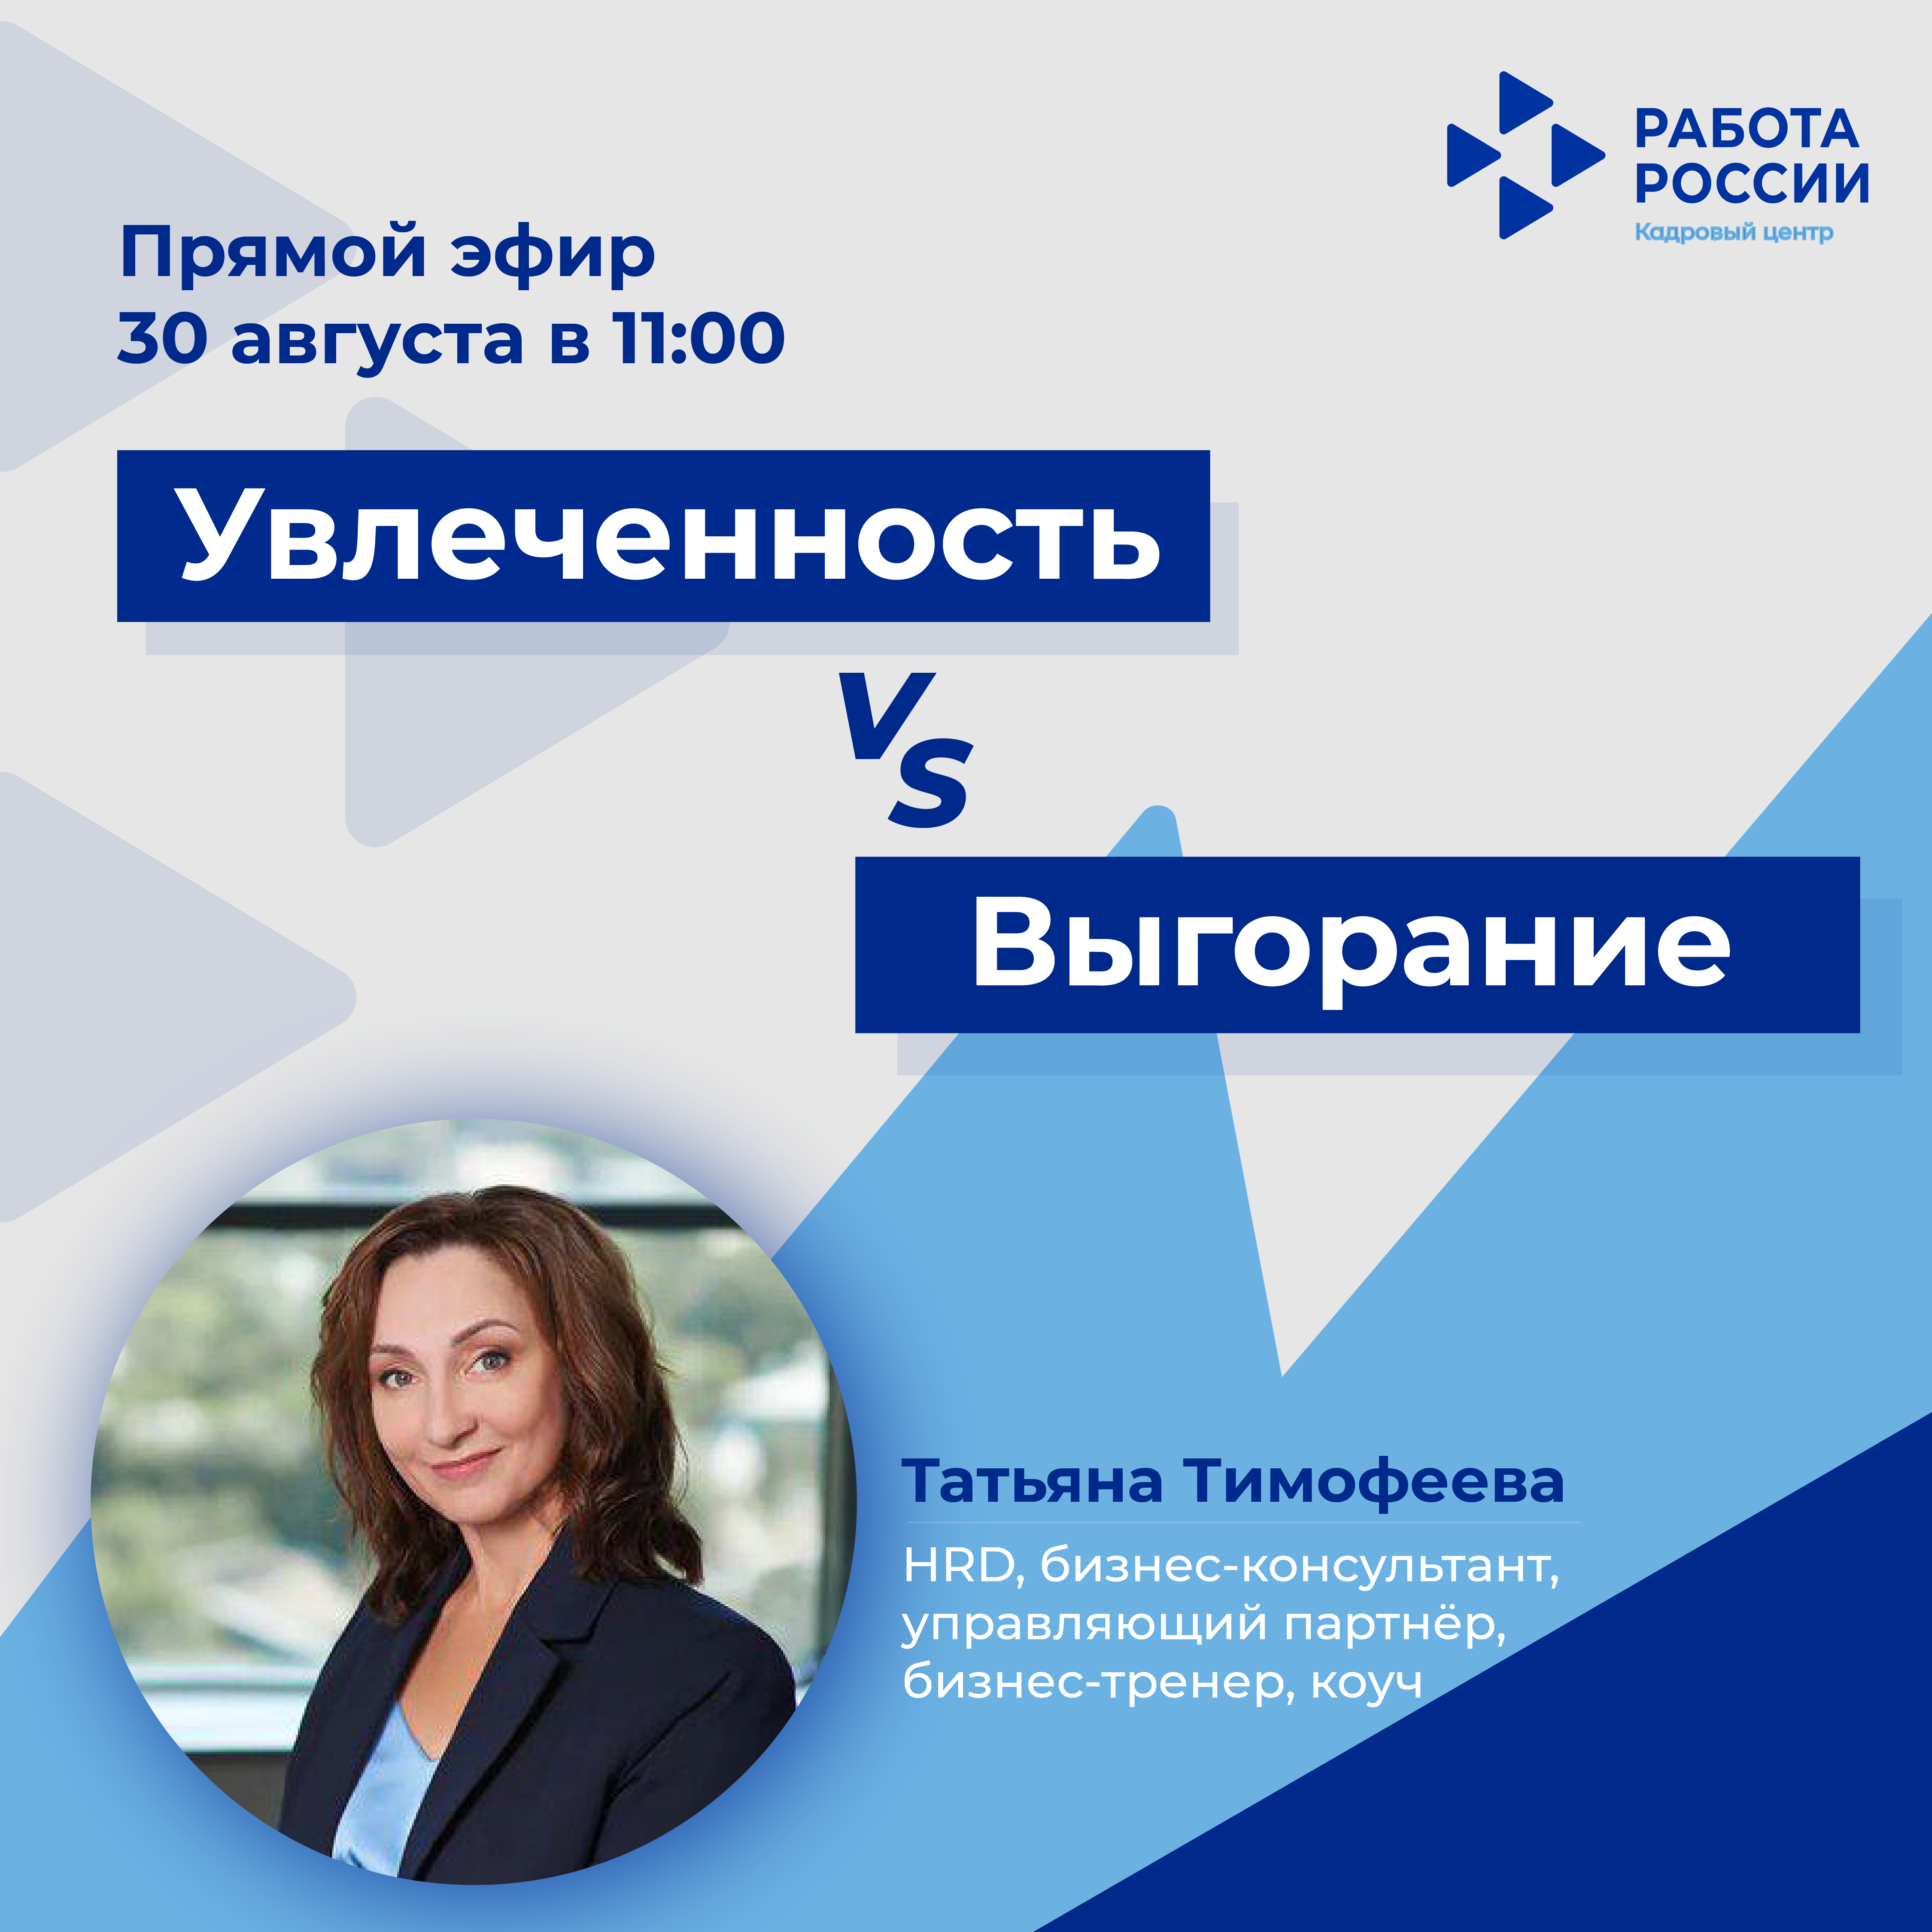 РАБОТА
РОССИИ
Кадровый центр
Прямой эфир
30 августа в 11:00
Увлеченность
VS
Выгорание
Татьяна Тимофеева
HRD, бизнес-консультант,
управляющий партнёр,
бизнес-тренер, коуч